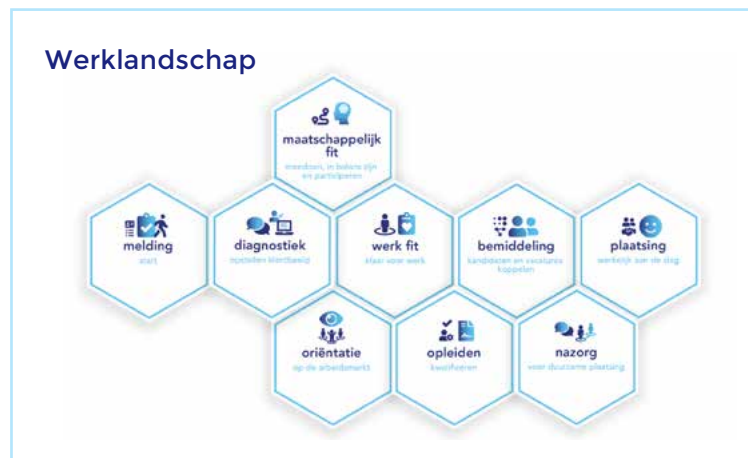 Werklandschap
maatschappelijk
fit
meedoen, in balans zijn
en participeren
melding
start
diagnostiek
opstellen klantbeeld
werk fit
klaar voor werk
bemiddeling
kandidaten en vacatures
koppelen
plaatsing
werkelijk aan de slag
oriëntatie
op de arbeidsmarkt
opleiden
kwalificeren
nazorg
voor duurzame plaatsing